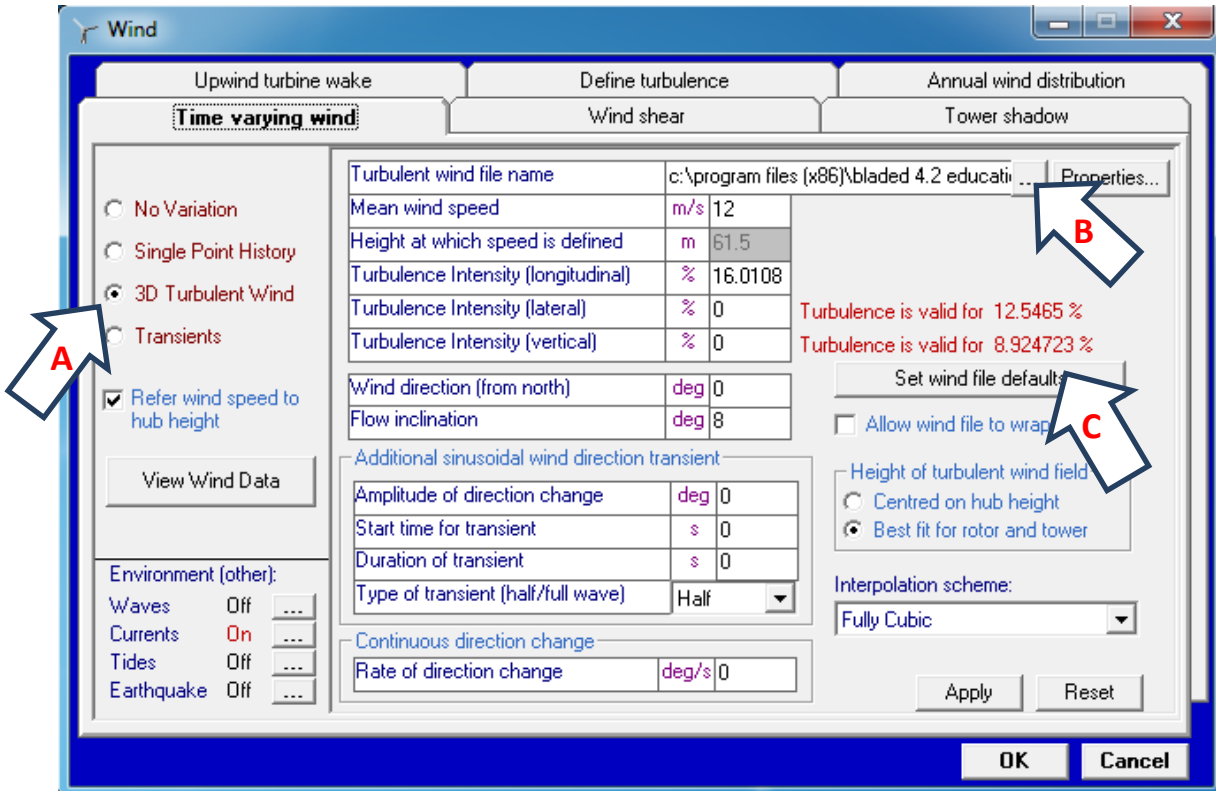 Wind
Upwind turbine wake
Define turbulence
Annual wind distribution
Time varying wind
Wind shear
Tower shadow
No Variation
Single Point History
3D Turbulent Wind
Transients
A
Refer wind speed to
hub height
View Wind Data
Environment (other):
Waves Off ...
Currents On ...
Tides Off ...
Earthquake Off ...
Turbulent wind file name c:\program files (x86)\bladed 4.2 educati ... Properties...
Mean wind speed m/s 12
Height at which speed is defined m 61.5
Turbulence Intensity (longitudinal) % 16.0108
Turbulence Intensity (lateral) % 0 Turbulence is valid for 12.5465 %
Turbulence Intensity (vertical) % 0 Turbulence is valid for 8.924723 %
B
Wind direction (from north) deg 0
Flow inclination deg 8
Set wind file defaults
Allow wind file to wrap
C
Additional sinusoidal wind direction transient
Amplitude of direction change deg 0
Start time for transient s 0
Duration of transient s 0
Type of transient (half/full wave) Half
Continuous direction change
Rate of direction change deg/s 0
Height of turbulent wind field
Centred on hub height
Best fit for rotor and tower
Interpolation scheme:
Fully Cubic
Apply
Reset
OK
Cancel